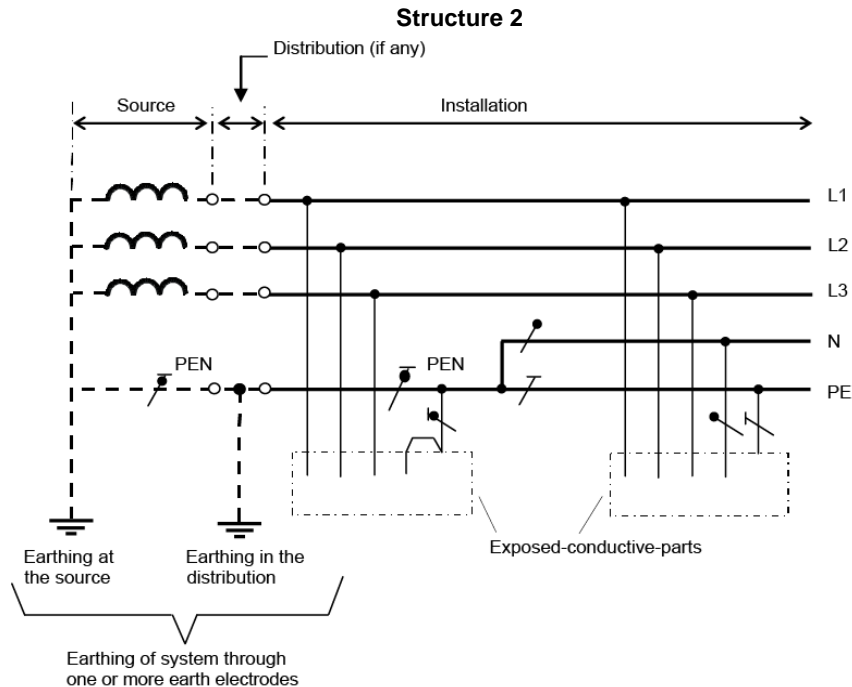 Structure 2
Distribution (if any)
Source
Installation
L1
L2
L3
N
PEN
PEN
PE
Exposed-conductive-parts
Earthing at
the source
Earthing in the
distribution
Earthing of system through
one or more earth electrodes